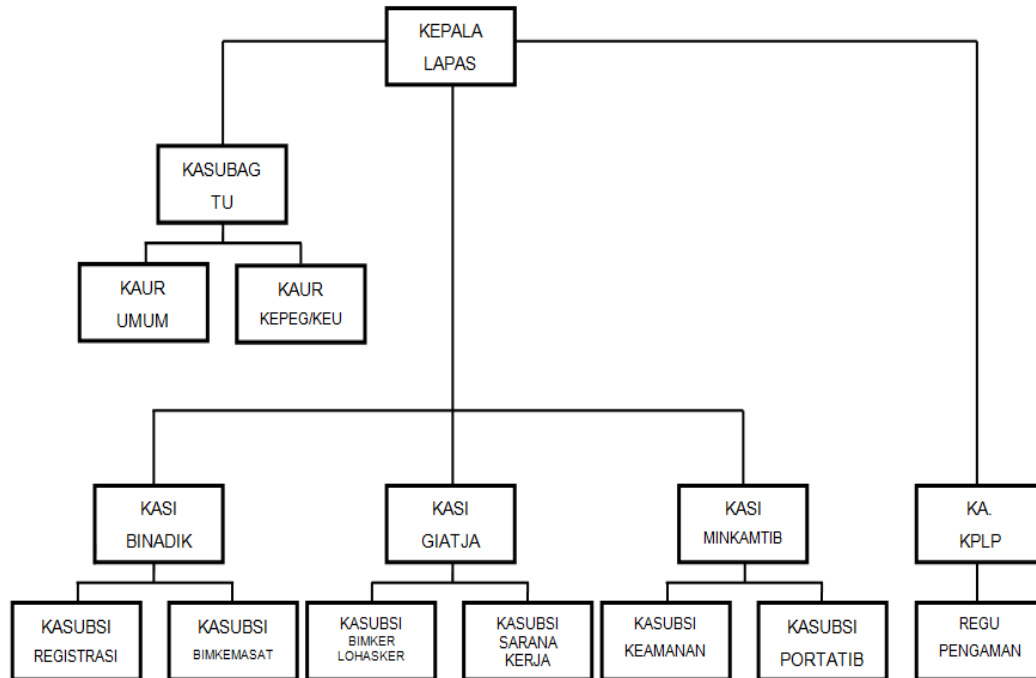 KEPALA
LAPAS
KASUBAG
TU
KAUR
UMUM
KAUR
KEPEG/KEU
KASI
BINADIK
KASI
GIATJA
KASI
MINKAMTIB
KA.
KPLP
KASUBSI
REGISTRASI
KASUBSI
BIMKEMASAT
KASUBSI
BIMKER
LOHASKER
KASUBSI
SARANA
KERJA
KASUBSI
KEAMANAN
KASUBSI
PORTATIB
REGU
PENGAMAN